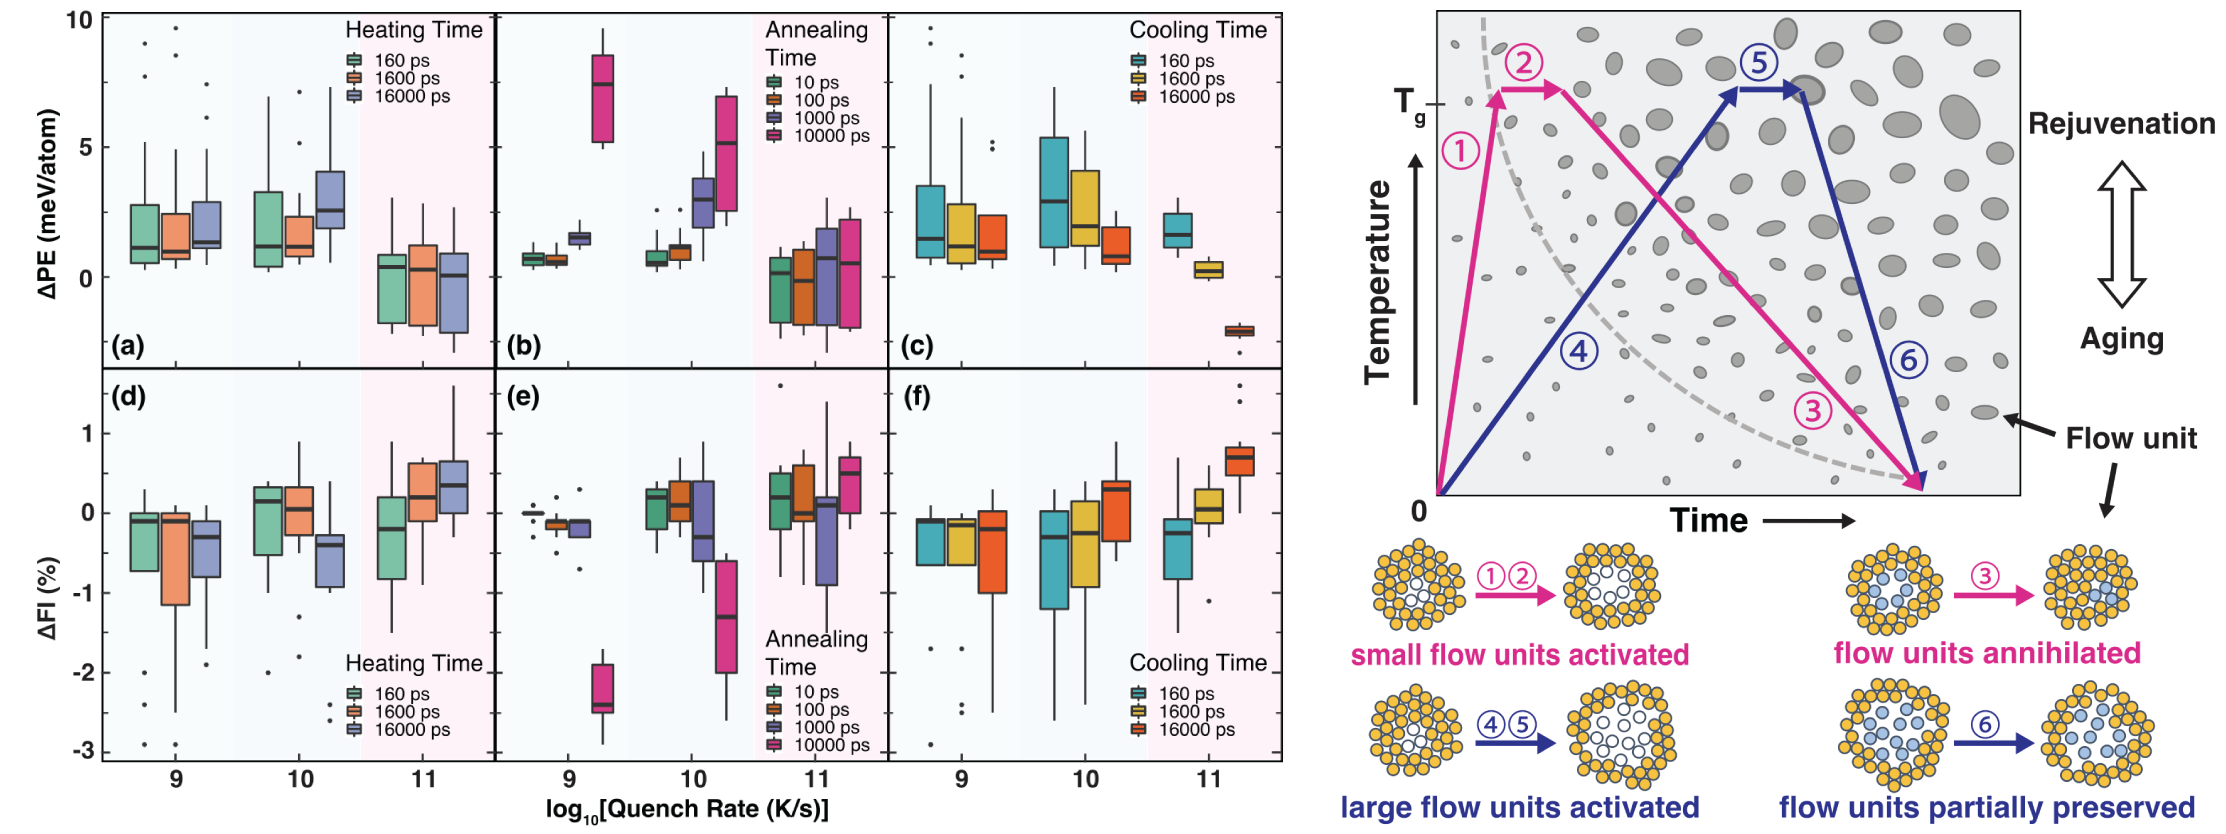 10
5
0
ΔPE (meV/atom)
Heating Time
160 ps
1600 ps
16000 ps
(a)
Annealing
Time
10 ps
100 ps
1000 ps
10000 ps
(b)
Cooling Time
160 ps
1600 ps
16000 ps
(c)
9
10
11
1
0
-1
-2
-3
ΔFI (%)
(d)
Heating Time
160 ps
1600 ps
16000 ps
(e)
Annealing
Time
10 ps
100 ps
1000 ps
10000 ps
(f)
Cooling Time
160 ps
1600 ps
16000 ps
9 10 11 9 10 11 9 10 11
log10[Quench Rate (K/s)]
Tg
Temperature
0
Time
①
②
③
④
⑤
⑥
Rejuvenation
Aging
Flow unit
①②
small flow units activated
③
flow units annihilated
④⑤
large flow units activated
⑥
flow units partially preserved